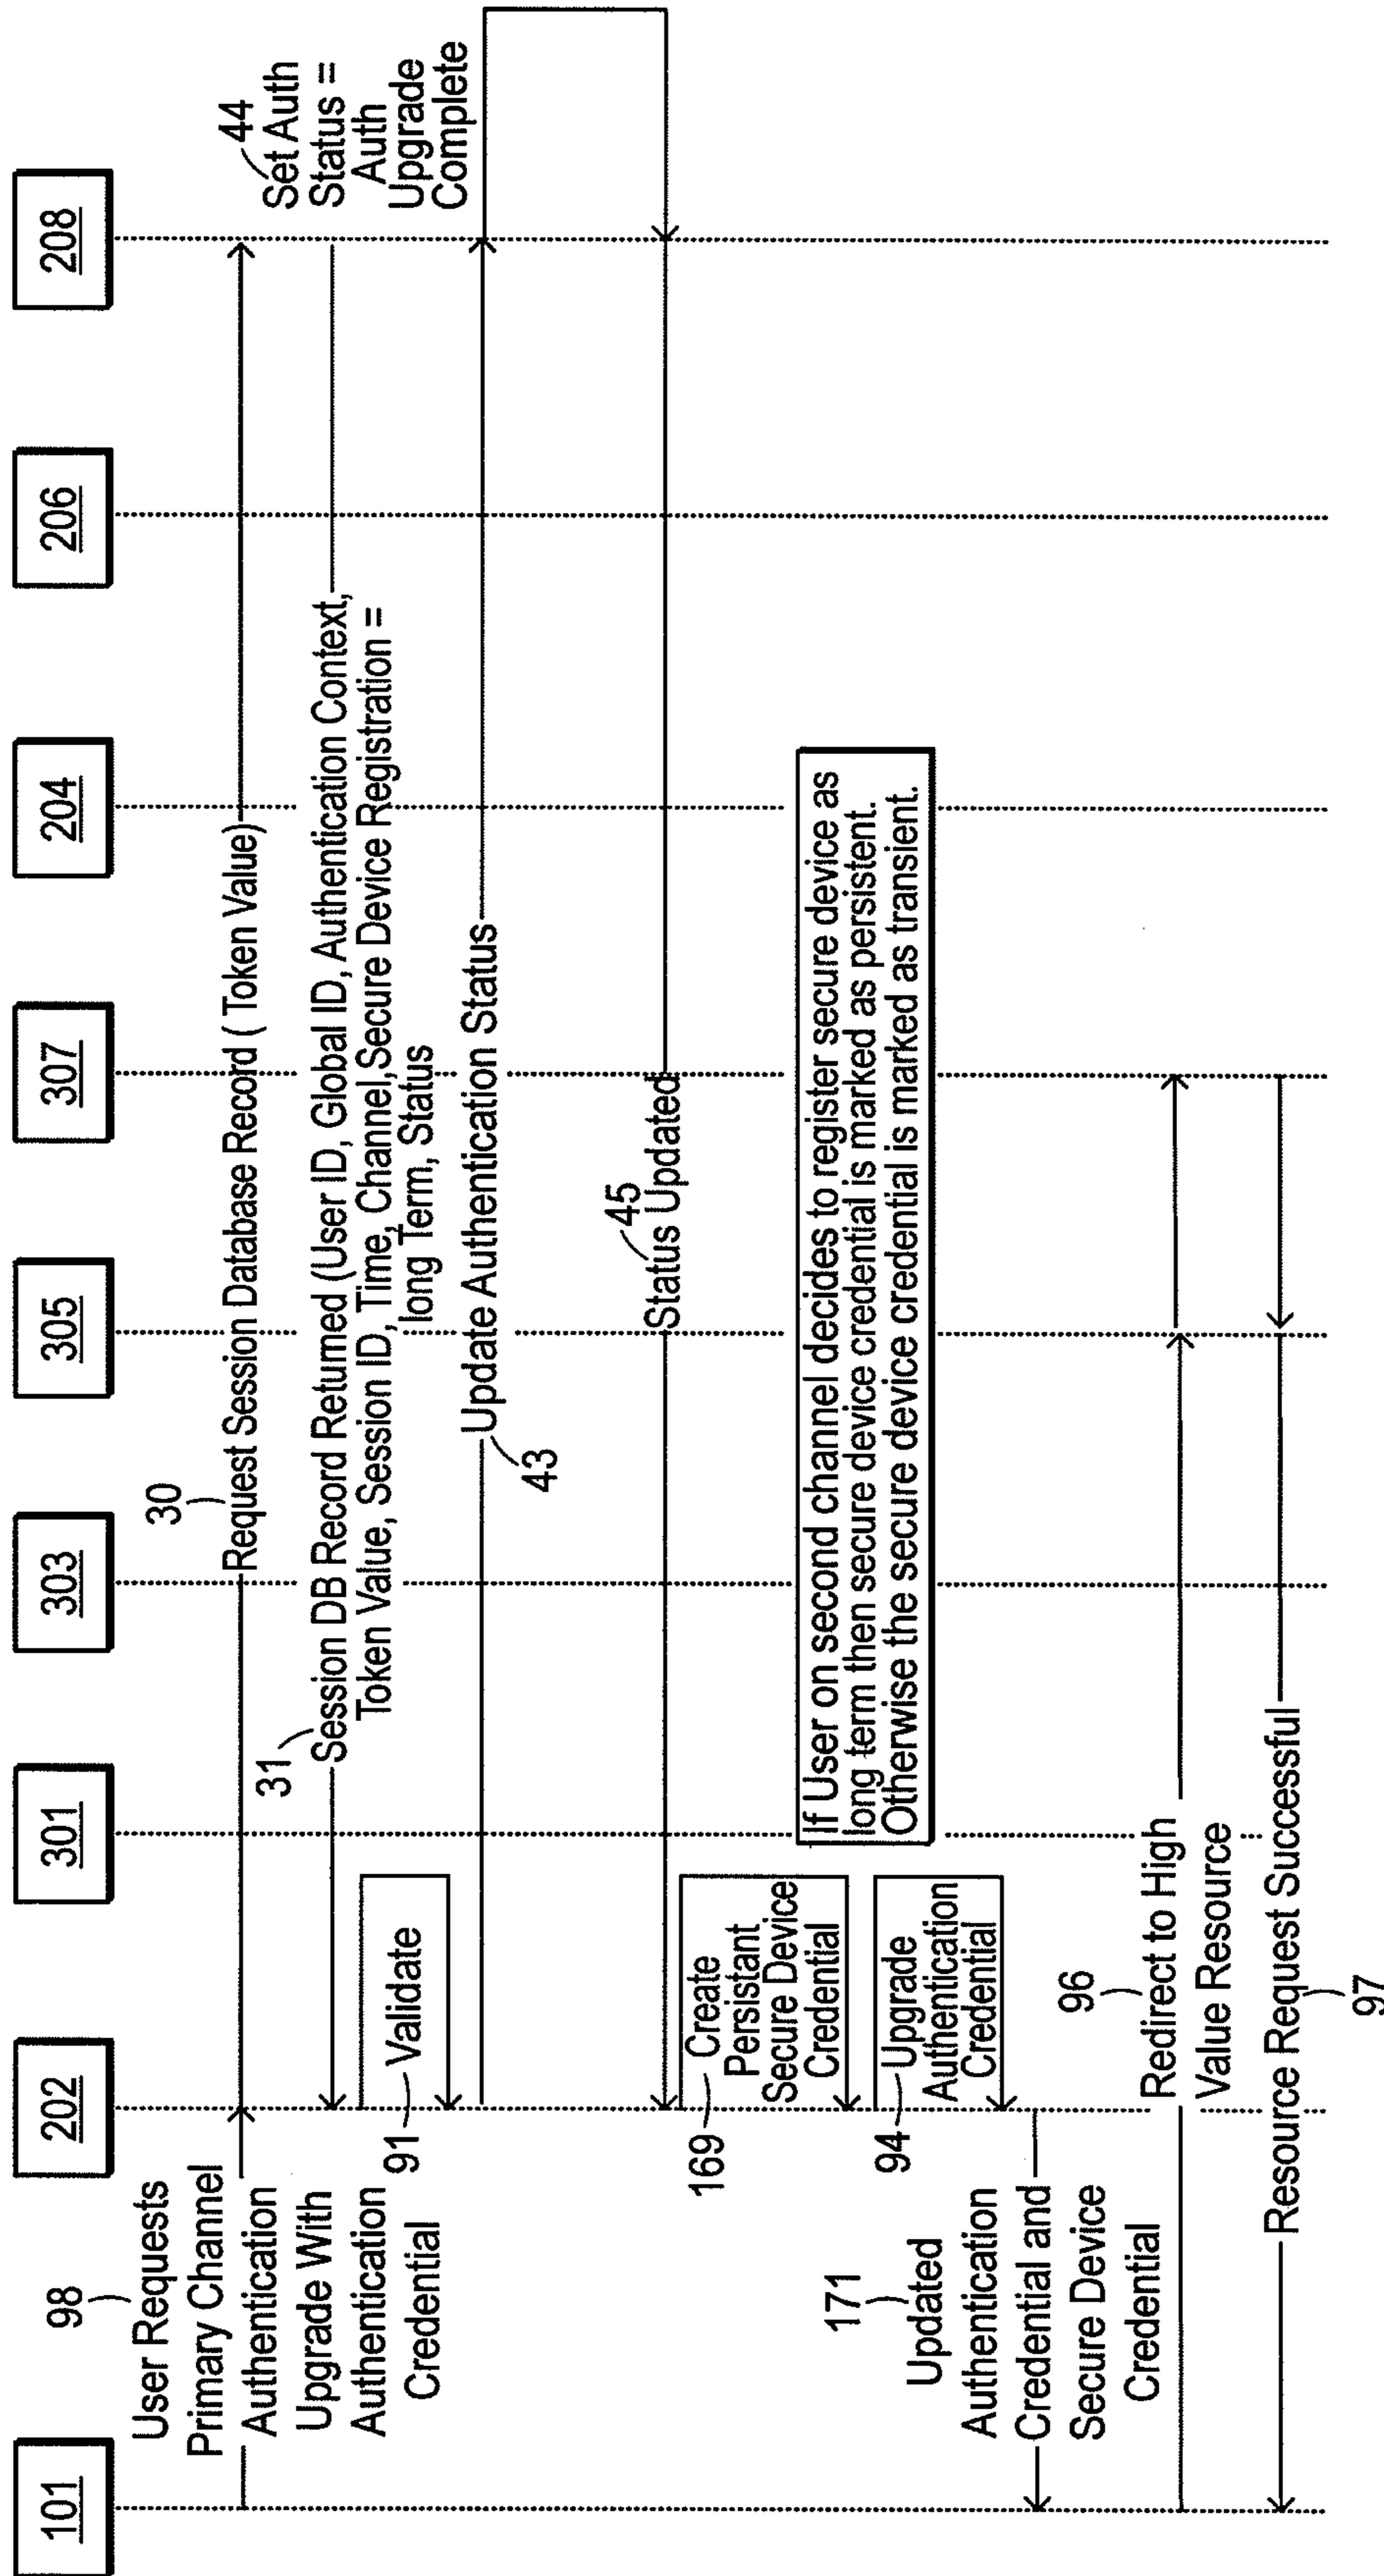 101
202
301
303
305
307
204
206
208
98
User Requests
Primary Channel
Authentication
Upgrade With
Authentication
Credential
30
Request Session Database Record ( Token Value)
31
Session DB Record Returned (User ID, Global ID, Authentication Context,
Token Value, Session ID, Time, Channel,Secure Device Registration =
long Term, Status
91
Validate
43
Update Authentication Status
44
Set Auth
Status =
Auth
Upgrade
Complete
45
Status Updated
169
Create
Persistant
Secure Device
Credential
If User on second channel decides to register secure device as
long term then secure device credential is marked as persistent.
Otherwise the secure device credential is marked as transient.
94
Upgrade
Authentication
Credential
171
Updated
Authentication
Credential and
Secure Device
Credential
96
Redirect to High
Value Resource
Resource Request Successful
97